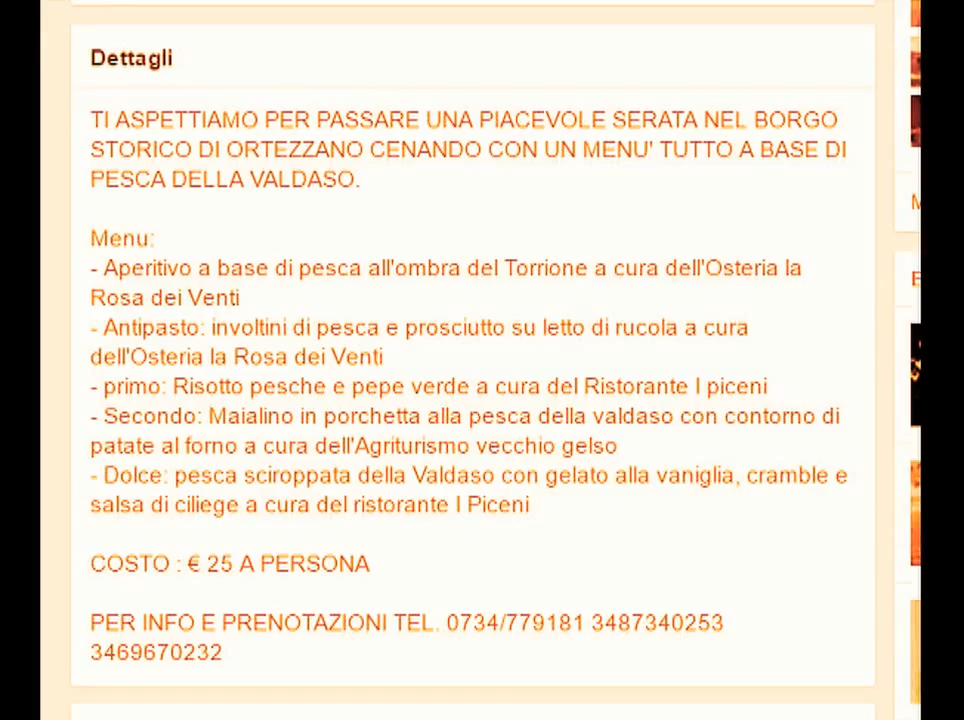 Dettagli
TI ASPETTIAMO PER PASSARE UNA PIACEVOLE SERATA NEL BORGO
STORICO DI ORTEZZANO CENANDO CON UN MENU' TUTTO A BASE DI
PESCA DELLA VALDASO.
Menu:
- Aperitivo a base di pesca all'ombra del Torrione a cura dell'Osteria la
Rosa dei Venti
- Antipasto: involtini di pesca e prosciutto su letto di rucola a cura
dell'Osteria la Rosa dei Venti
- primo: Risotto pesche e pepe verde a cura del Ristorante I piceni
- Secondo: Maialino in porchetta alla pesca della valdaso con contorno di
patate al forno a cura dell'Agriturismo vecchio gelso
- Dolce: pesca sciroppata della Valdaso con gelato alla vaniglia, cramble e
salsa di ciliege a cura del ristorante I Piceni
COSTO : € 25 A PERSONA
PER INFO E PRENOTAZIONI TEL. 0734/779181 3487340253
3469670232